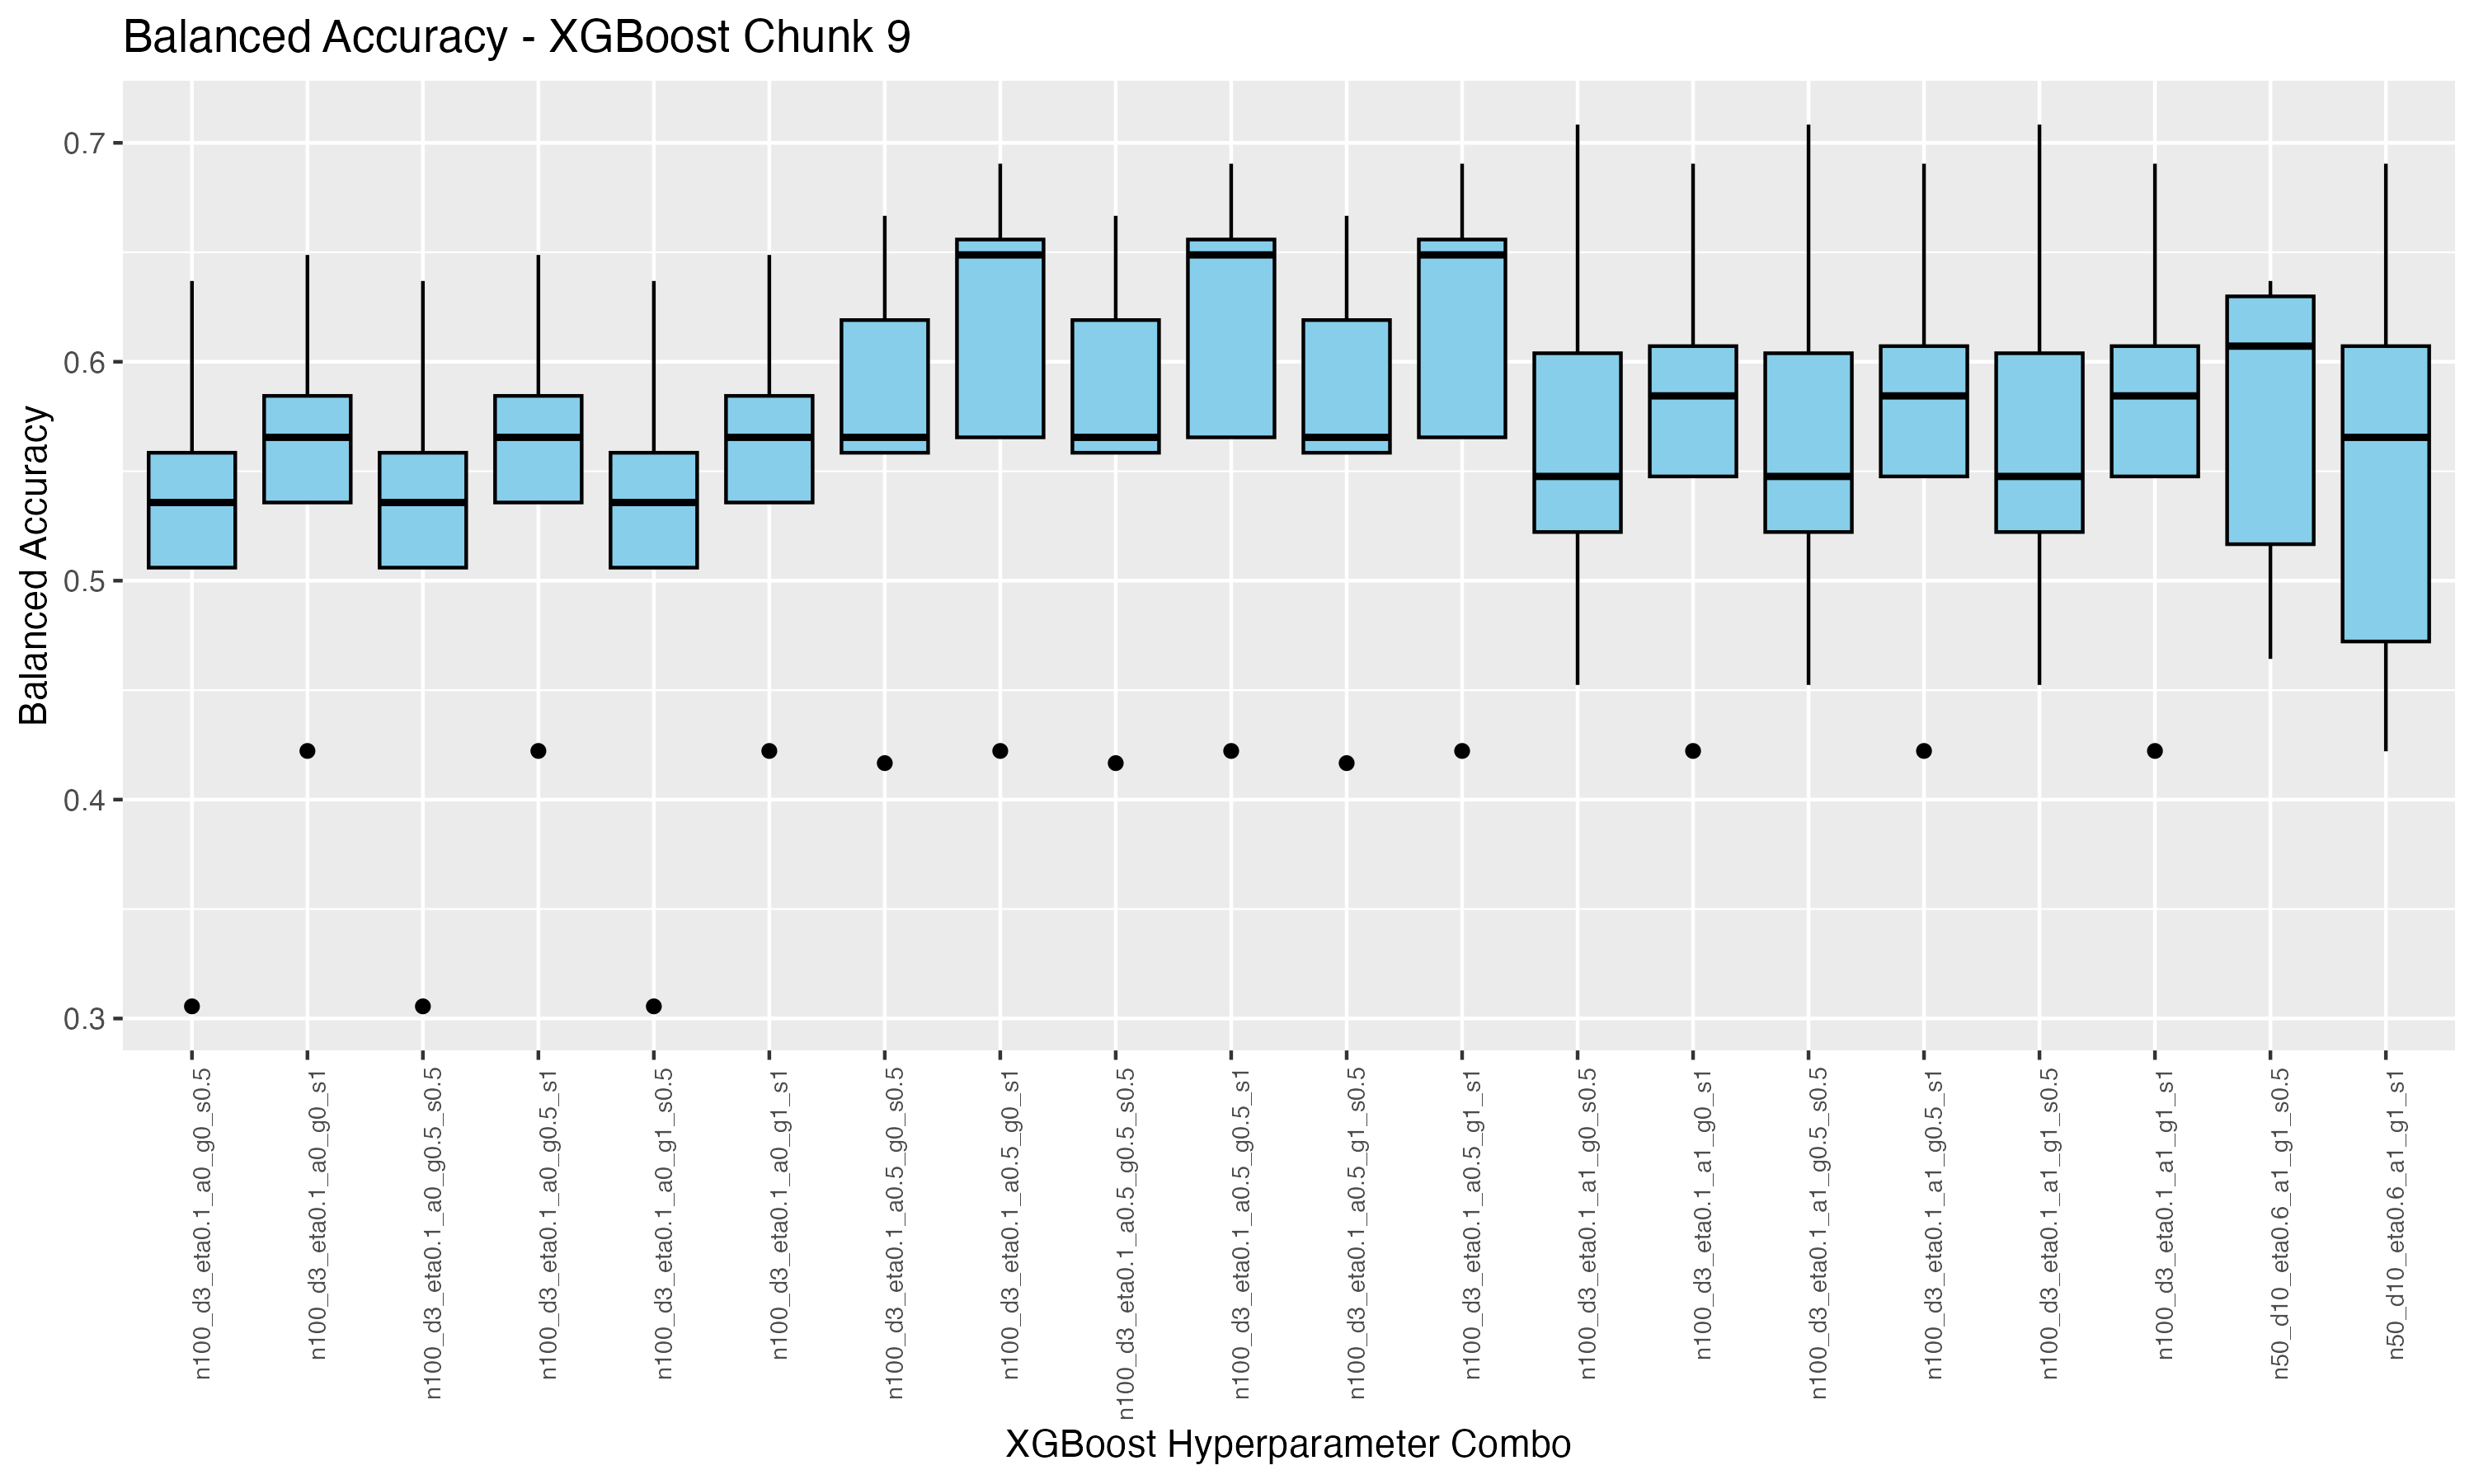 Balanced Accuracy - XGBoost Chunk 9
Balanced Accuracy
0.7
0.6
0.5
0.4
0.3
n100_d3_eta0.1_a0_g0_s0.5
n100_d3_eta0.1_a0_g0_s1
n100_d3_eta0.1_a0_g0.5_s0.5
n100_d3_eta0.1_a0_g0.5_s1
n100_d3_eta0.1_a0_g1_s0.5
n100_d3_eta0.1_a0_g1_s1
n100_d3_eta0.1_a0.5_g0_s0.5
n100_d3_eta0.1_a0.5_g0_s1
n100_d3_eta0.1_a0.5_g0.5_s0.5
n100_d3_eta0.1_a0.5_g0.5_s1
n100_d3_eta0.1_a0.5_g1_s0.5
n100_d3_eta0.1_a0.5_g1_s1
n100_d3_eta0.1_a1_g0_s0.5
n100_d3_eta0.1_a1_g0_s1
n100_d3_eta0.1_a1_g0.5_s0.5
n100_d3_eta0.1_a1_g0.5_s1
n100_d3_eta0.1_a1_g1_s0.5
n100_d3_eta0.1_a1_g1_s1
n50_d10_eta0.6_a1_g1_s0.5
n50_d10_eta0.6_a1_g1_s1
XGBoost Hyperparameter Combo